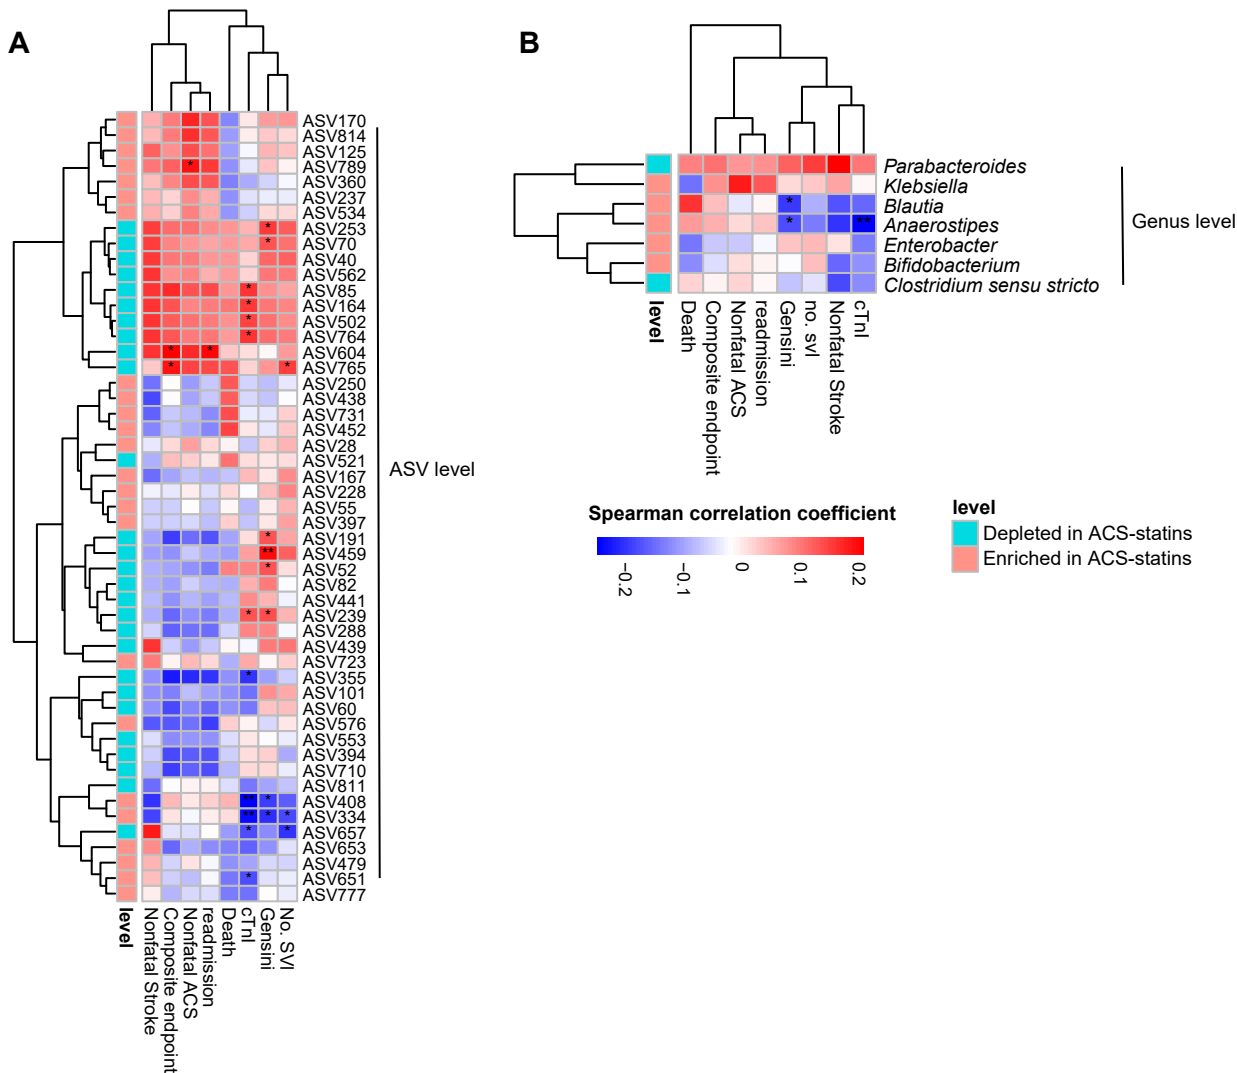 A
ASV170
ASV814
ASV125
ASV789
ASV360
ASV237
ASV534
ASV253
ASV70
ASV40
ASV562
ASV85
ASV164
ASV502
ASV764
ASV604
ASV765
ASV250
ASV438
ASV731
ASV452
ASV28
ASV521
ASV167
ASV228
ASV55
ASV397
ASV191
ASV459
ASV52
ASV82
ASV441
ASV239
ASV288
ASV439
ASV723
ASV355
ASV101
ASV60
ASV576
ASV553
ASV394
ASV710
ASV811
ASV408
ASV334
ASV657
ASV653
ASV479
ASV651
ASV777
ASV level
level
Nonfatal Stroke
Composite endpoint
Nonfatal ACS
readmission
Death
cTnI
Gensini
No. SVI
B
Parabacteroides
Klebsiella
Blautia
Anaerostipes
Enterobacter
Bifidobacterium
Clostridium sensu stricto
Genus level
level
Death
Composite endpoint
Nonfatal ACS
readmission
Gensini
no. svI
Nonfatal Stroke
cTnI
Spearman correlation coefficient
−0.2
−0.1
0
0.1
0.2
level
Depleted in ACS-statins
Enriched in ACS-statins